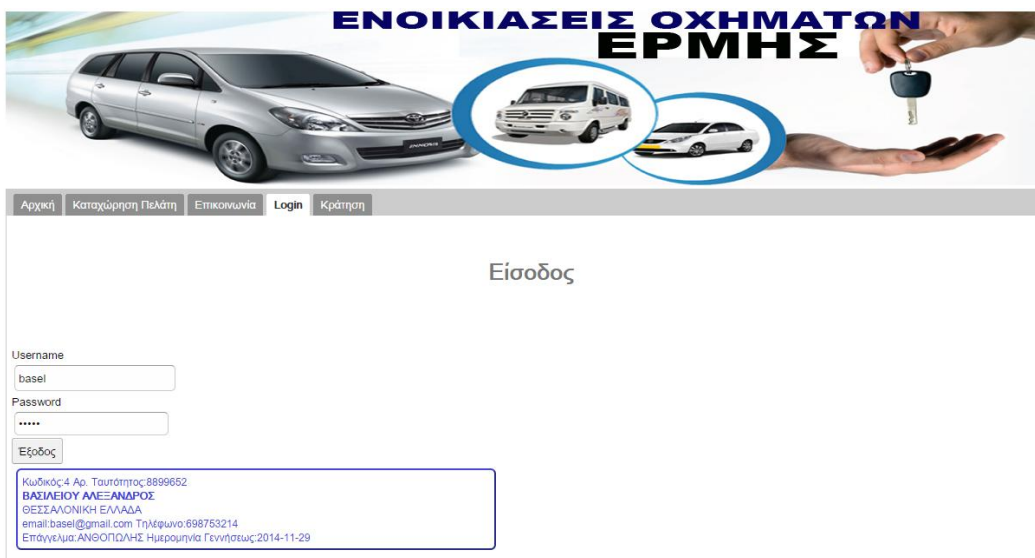 ΕΝΟΙΚΙΑΣΕΙΣ ΟΧΗΜΑΤΩΝ
ΕΡΜΗΣ
Αρχική Καταχώρηση Πελάτη Επικοινωνία Login Κράτηση
Είσοδος
Username
basel
Password
•••••
Έξοδος
Κωδικός:4 Αρ. Ταυτότητος:8899652
ΒΑΣΙΛΕΙΟΥ ΑΛΕΞΑΝΔΡΟΣ
ΘΕΣΣΑΛΟΝΙΚΗ ΕΛΛΑΔΑ
email:basel@gmail.com Τηλέφωνο:698753214
Επάγγελμα:ΑΝΘΟΠΩΛΗΣ Ημερομηνία Γεννήσεως:2014-11-29